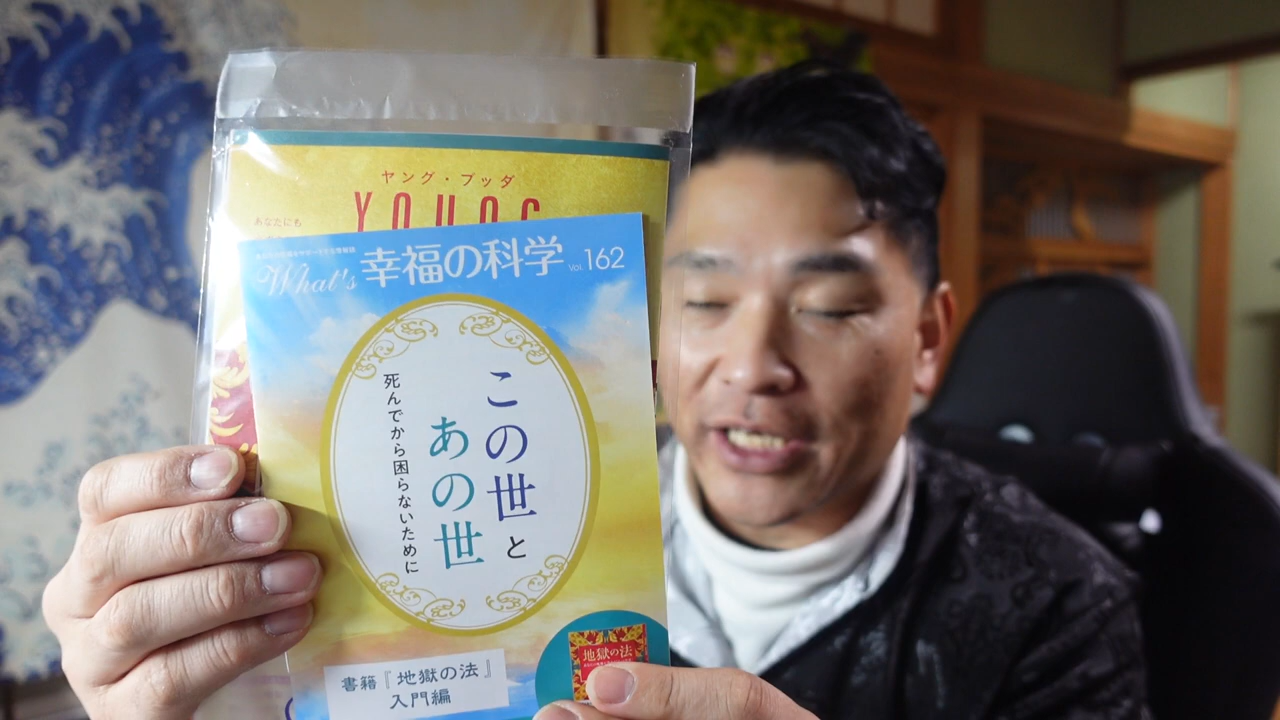 ヤング・ブッダ
YOUNG
あなたにも
What's 幸福の科学 Vol. 162
この世と
あの世
死んでから困らないために
書籍『地獄の法』
入門編
地獄の法